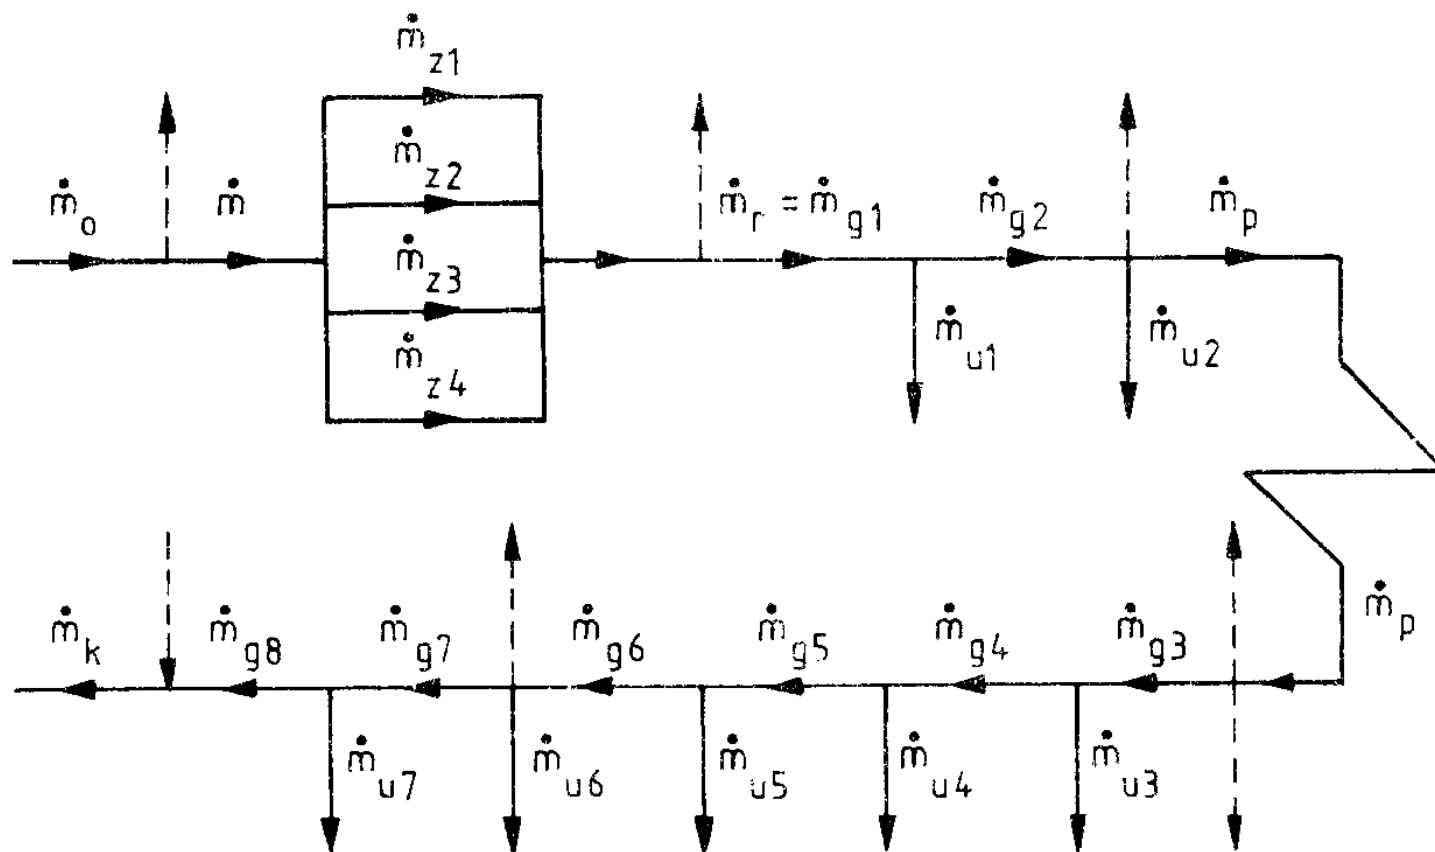 ṁz1
ṁz2
ṁo ṁ ṁr = ṁg1 ṁg2 ṁp
ṁz3
ṁu1 ṁu2
ṁz4
ṁk ṁg8 ṁg7 ṁg6 ṁg5 ṁg4 ṁg3 ṁp
ṁu7 ṁu6 ṁu5 ṁu4 ṁu3